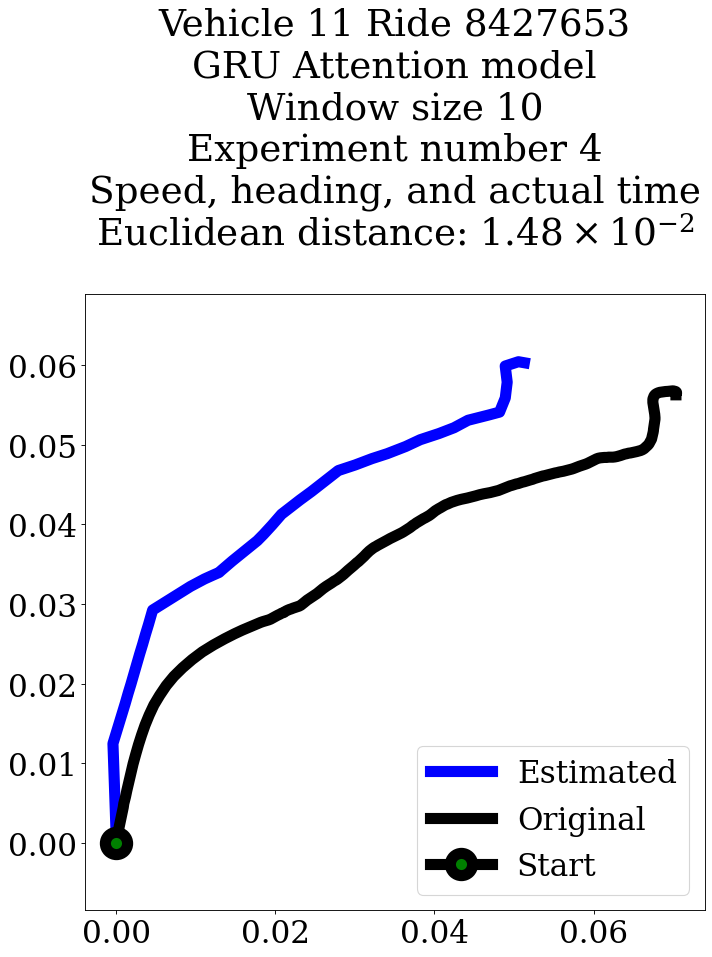 Vehicle 11 Ride 8427653
GRU Attention model
Window size 10
Experiment number 4
Speed, heading, and actual time
Euclidean distance: 1.48 × 10⁻²
0.06
0.05
0.04
0.03
0.02
0.01
0.00
Estimated
Original
Start
0.00 0.02 0.04 0.06